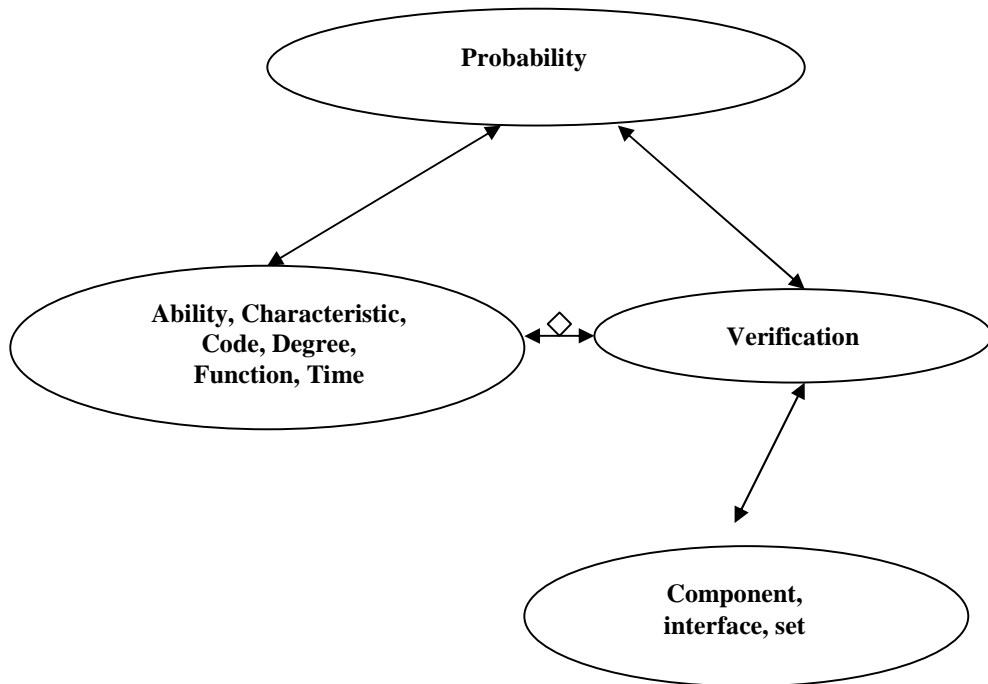 Probability
Ability, Characteristic,
Code, Degree,
Function, Time
Verification
Component,
interface, set